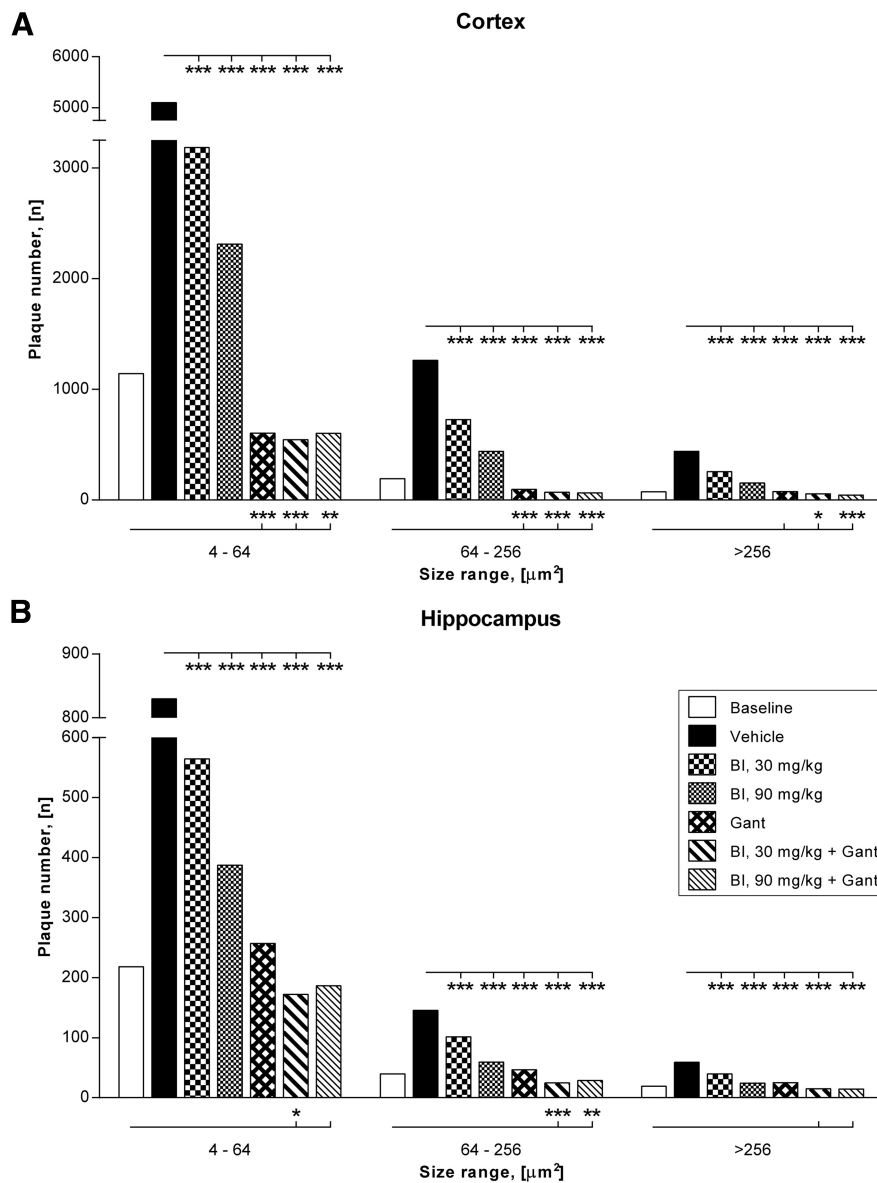 A
Cortex
6000
5000
3000
2000
1000
0
Plaque number, [n]
*** *** *** *** ***
*** *** *** *** ***
*** *** *** *** ***
*** *** **
*** *** ***
* ***
4 - 64
64 - 256
>256
Size range, [μm²]
B
Hippocampus
900
800
600
500
400
300
200
100
0
Plaque number, [n]
*** *** *** *** ***
*** *** *** *** ***
*** *** *** *** ***
*
*** **
4 - 64
64 - 256
>256
Size range, [μm²]
Baseline
Vehicle
BI, 30 mg/kg
BI, 90 mg/kg
Gant
BI, 30 mg/kg + Gant
BI, 90 mg/kg + Gant